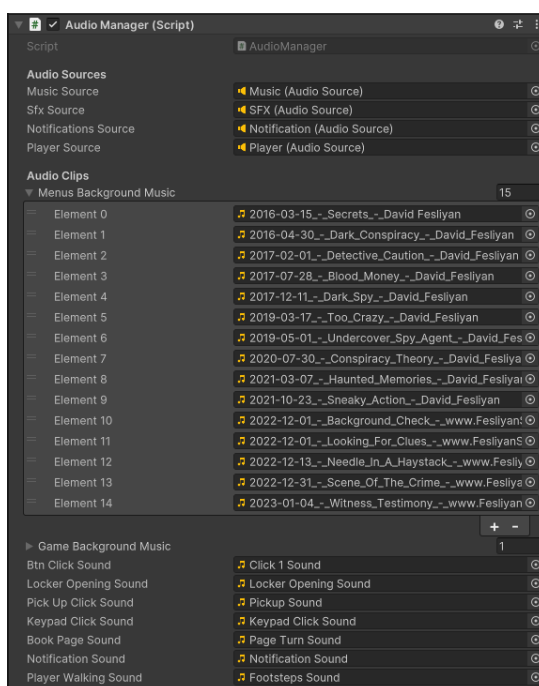 Audio Manager (Script)
Script AudioManager
Audio Sources
Music Source Music (Audio Source)
Sfx Source SFX (Audio Source)
Notifications Source Notification (Audio Source)
Player Source Player (Audio Source)
Audio Clips
Menus Background Music 15
Element 0 2016-03-15_-_Secrets_-_David Fesliyan
Element 1 2016-04-30_-_Dark_Conspiracy_-_David_Fesliyan
Element 2 2017-02-01_-_Detective_Caution_-_David_Fesliyan
Element 3 2017-07-28_-_Blood_Money_-_David_Fesliyan
Element 4 2017-12-11_-_Dark_Spy_-_David_Fesliyan
Element 5 2019-03-17_-_Too_Crazy_-_David_Fesliyan
Element 6 2019-05-01_-_Undercover_Spy_Agent_-_David_Fes
Element 7 2020-07-30_-_Conspiracy_Theory_-_David_Fesliya
Element 8 2021-03-07_-_Haunted_Memories_-_David_Fesliyan
Element 9 2021-10-23_-_Sneaky_Action_-_David_Fesliyan
Element 10 2022-12-01_-_Background_Check_-_www.FesliyanS
Element 11 2022-12-01_-_Looking_For_Clues_-_www.FesliyanS
Element 12 2022-12-13_-_Needle_In_A_Haystack_-_www.Fesliy
Element 13 2022-12-31_-_Scene_Of_The_Crime_-_www.Fesliyan
Element 14 2023-01-04_-_Witness_Testimony_-_www.Fesliyan
+ -
Game Background Music 1
Btn Click Sound Click 1 Sound
Locker Opening Sound Locker Opening Sound
Pick Up Click Sound Pickup Sound
Keypad Click Sound Keypad Click Sound
Book Page Sound Page Turn Sound
Notification Sound Notification Sound
Player Walking Sound Footsteps Sound